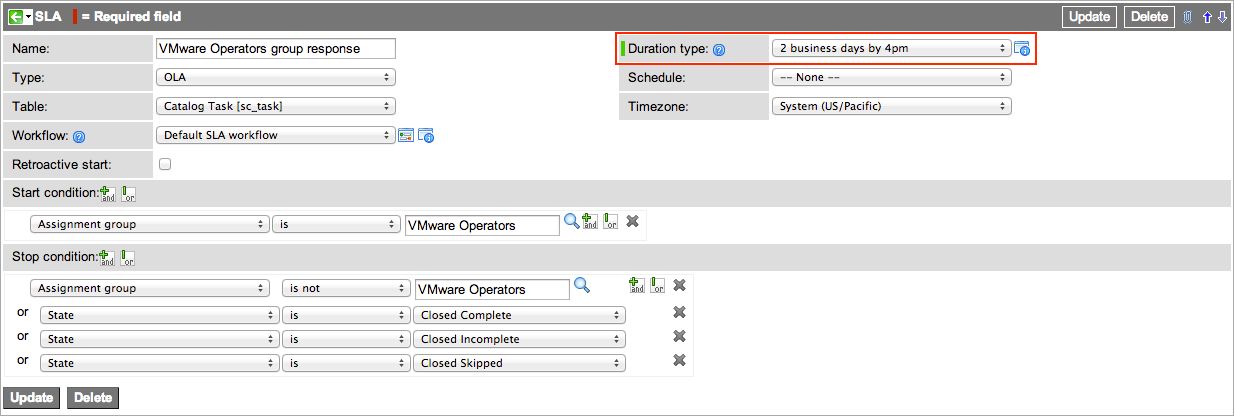 SLA = Required field Update Delete
Name: VMware Operators group response Duration type: 2 business days by 4pm
Type: OLA Schedule: -- None --
Table: Catalog Task [sc_task] Timezone: System (US/Pacific)
Workflow: Default SLA workflow
Retroactive start:
Start condition: and or
Assignment group is VMware Operators and or
Stop condition: and or
Assignment group is not VMware Operators and or
or State is Closed Complete
or State is Closed Incomplete
or State is Closed Skipped
Update Delete